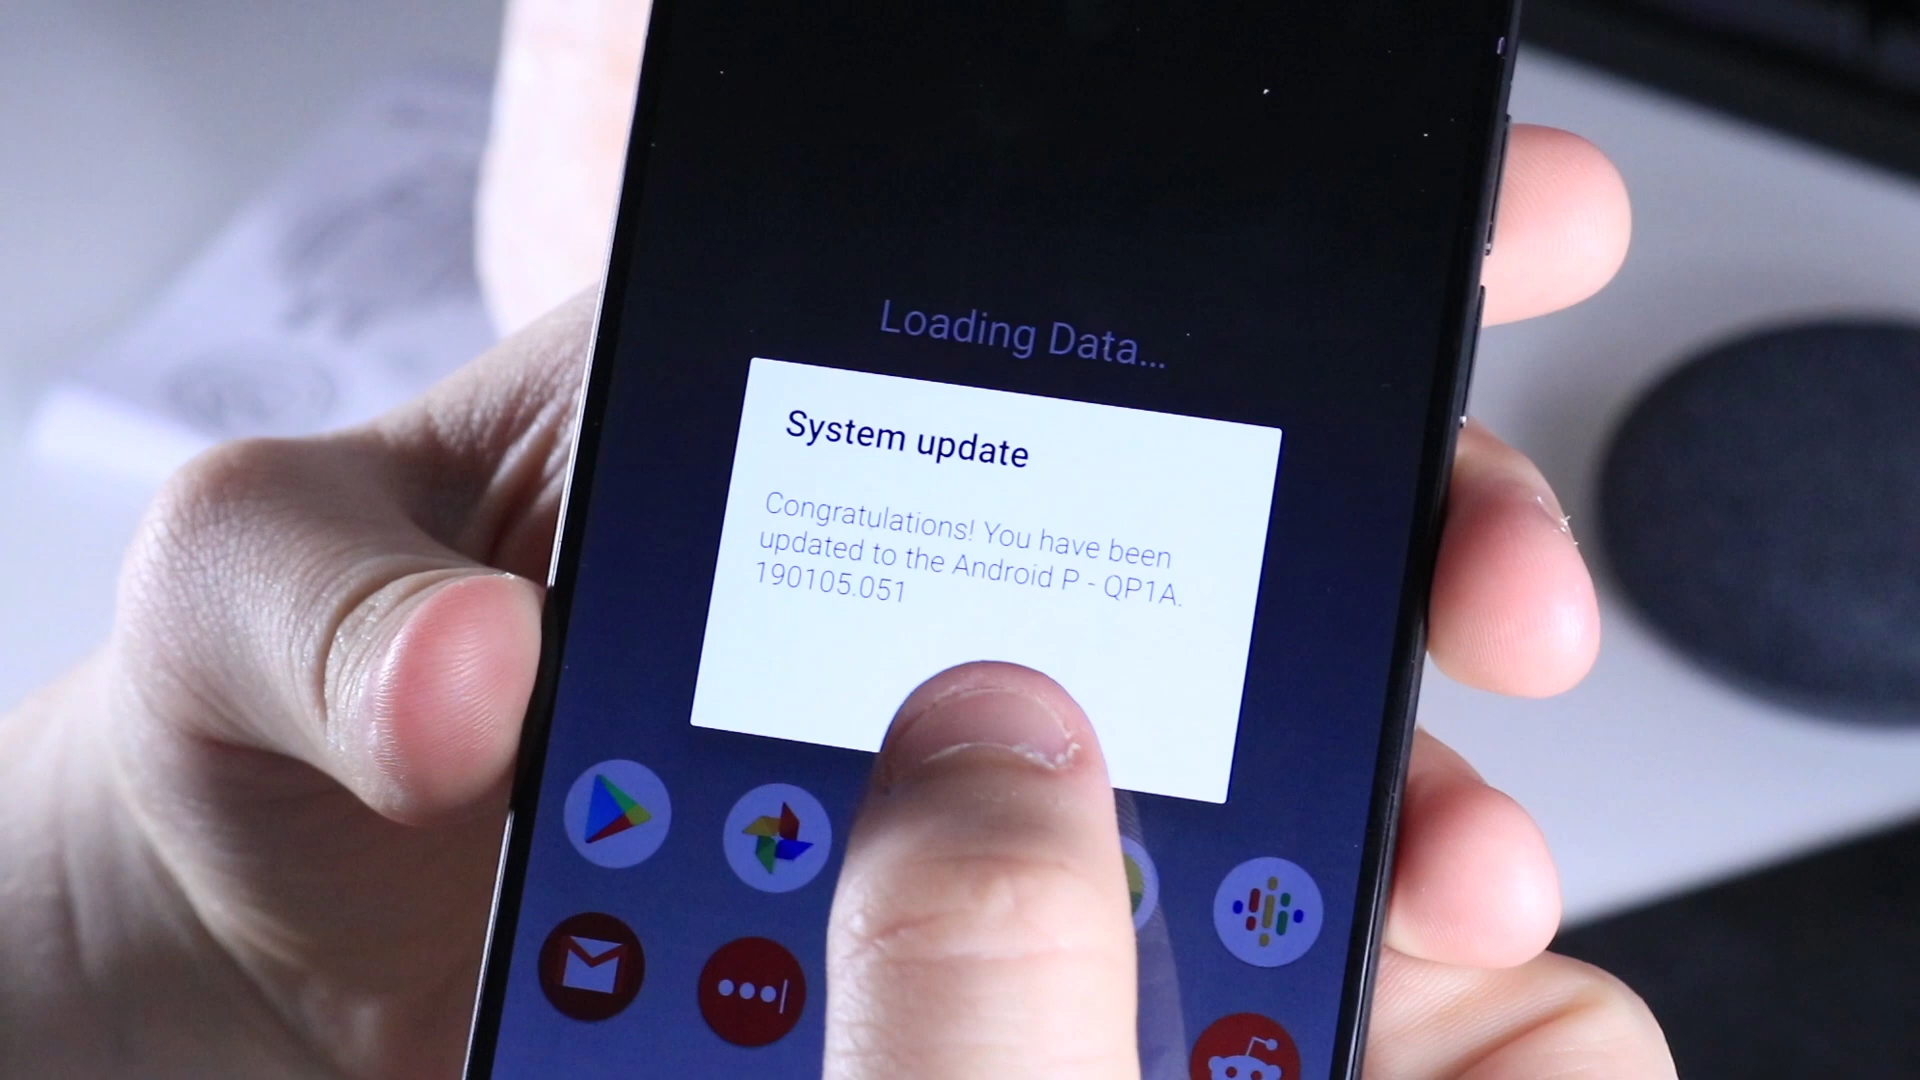 Loading Data...
System update
Congratulations! You have been
updated to the Android P - QP1A.
190105.051